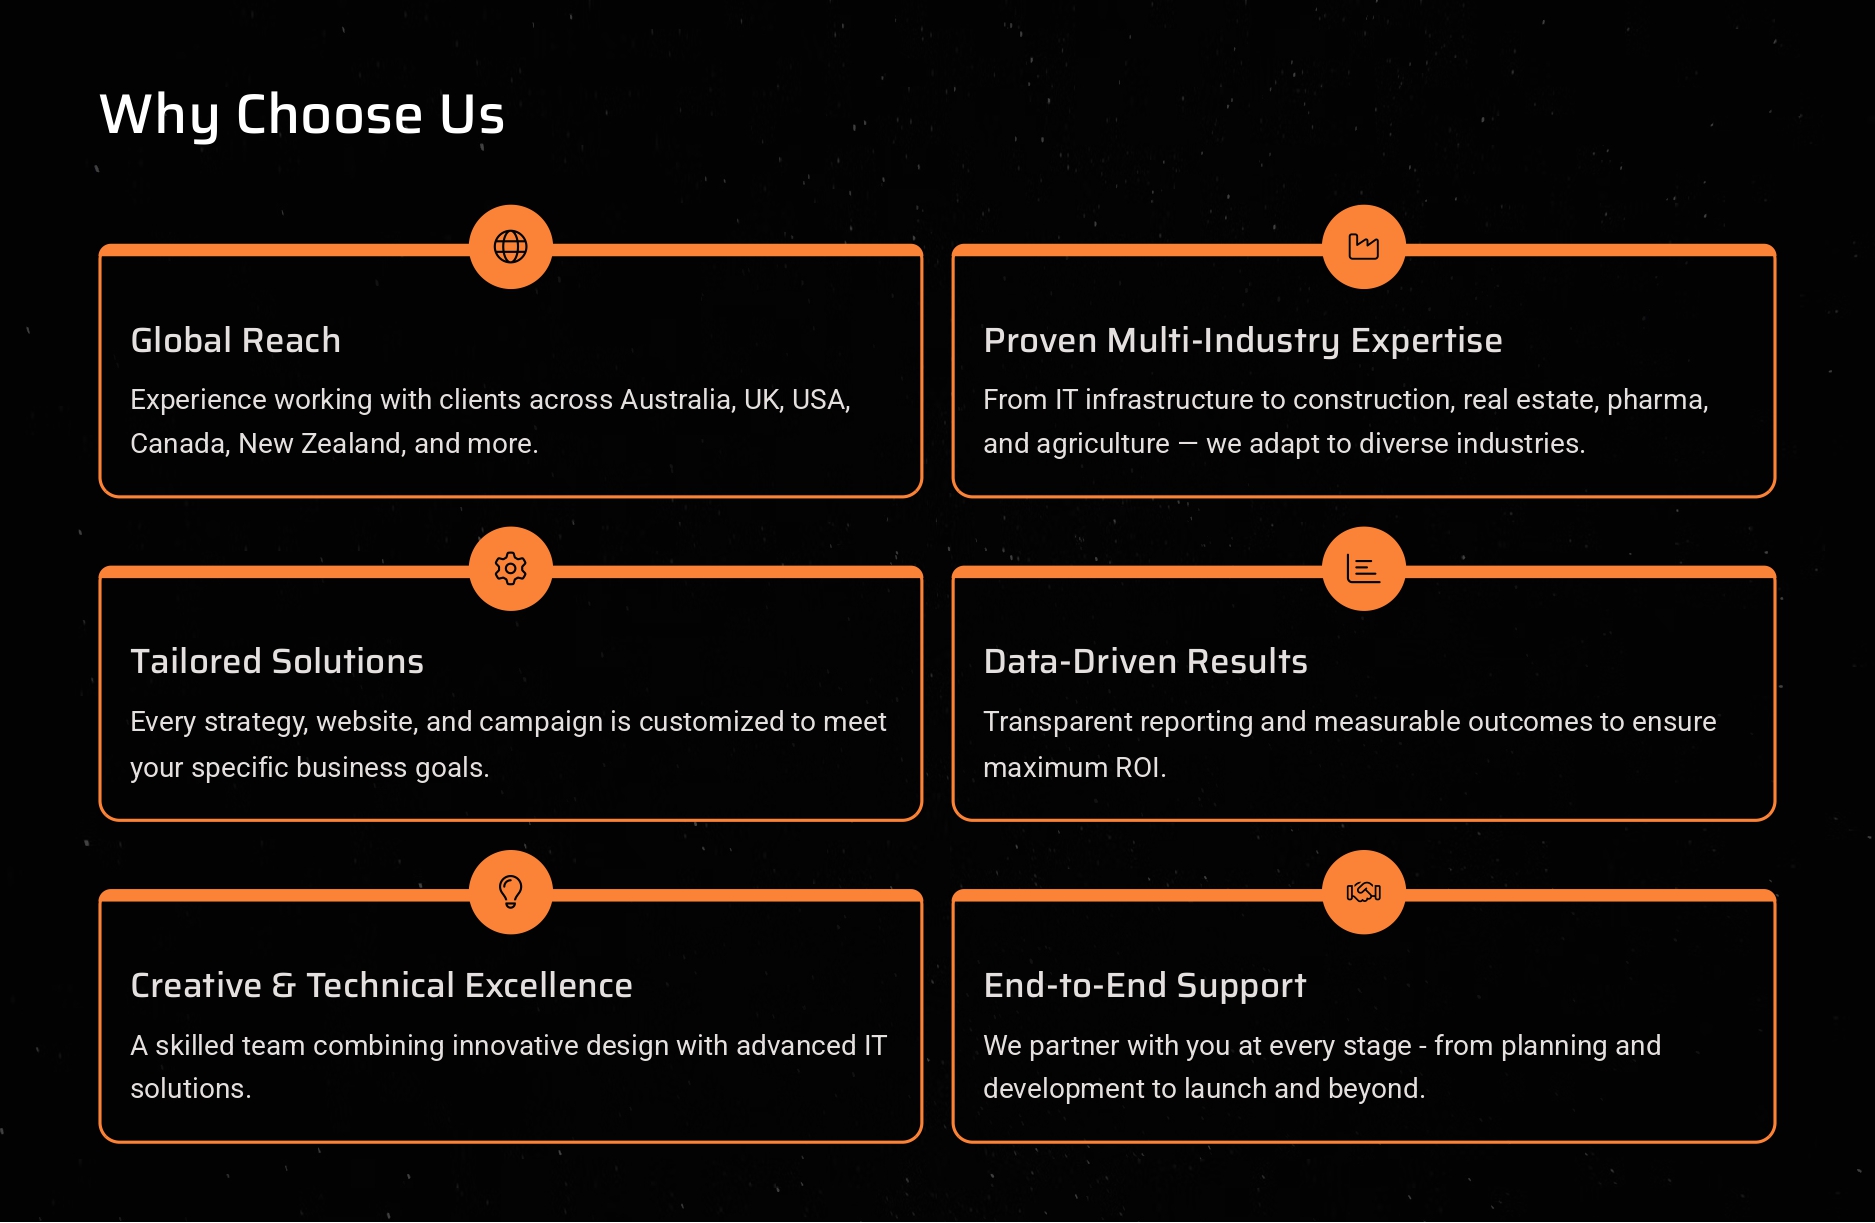 Why Choose Us
Global Reach
Experience working with clients across Australia, UK, USA,
Canada, New Zealand, and more.
Proven Multi-Industry Expertise
From IT infrastructure to construction, real estate, pharma,
and agriculture — we adapt to diverse industries.
Tailored Solutions
Every strategy, website, and campaign is customized to meet
your specific business goals.
Data-Driven Results
Transparent reporting and measurable outcomes to ensure
maximum ROI.
Creative & Technical Excellence
A skilled team combining innovative design with advanced IT
solutions.
End-to-End Support
We partner with you at every stage - from planning and
development to launch and beyond.